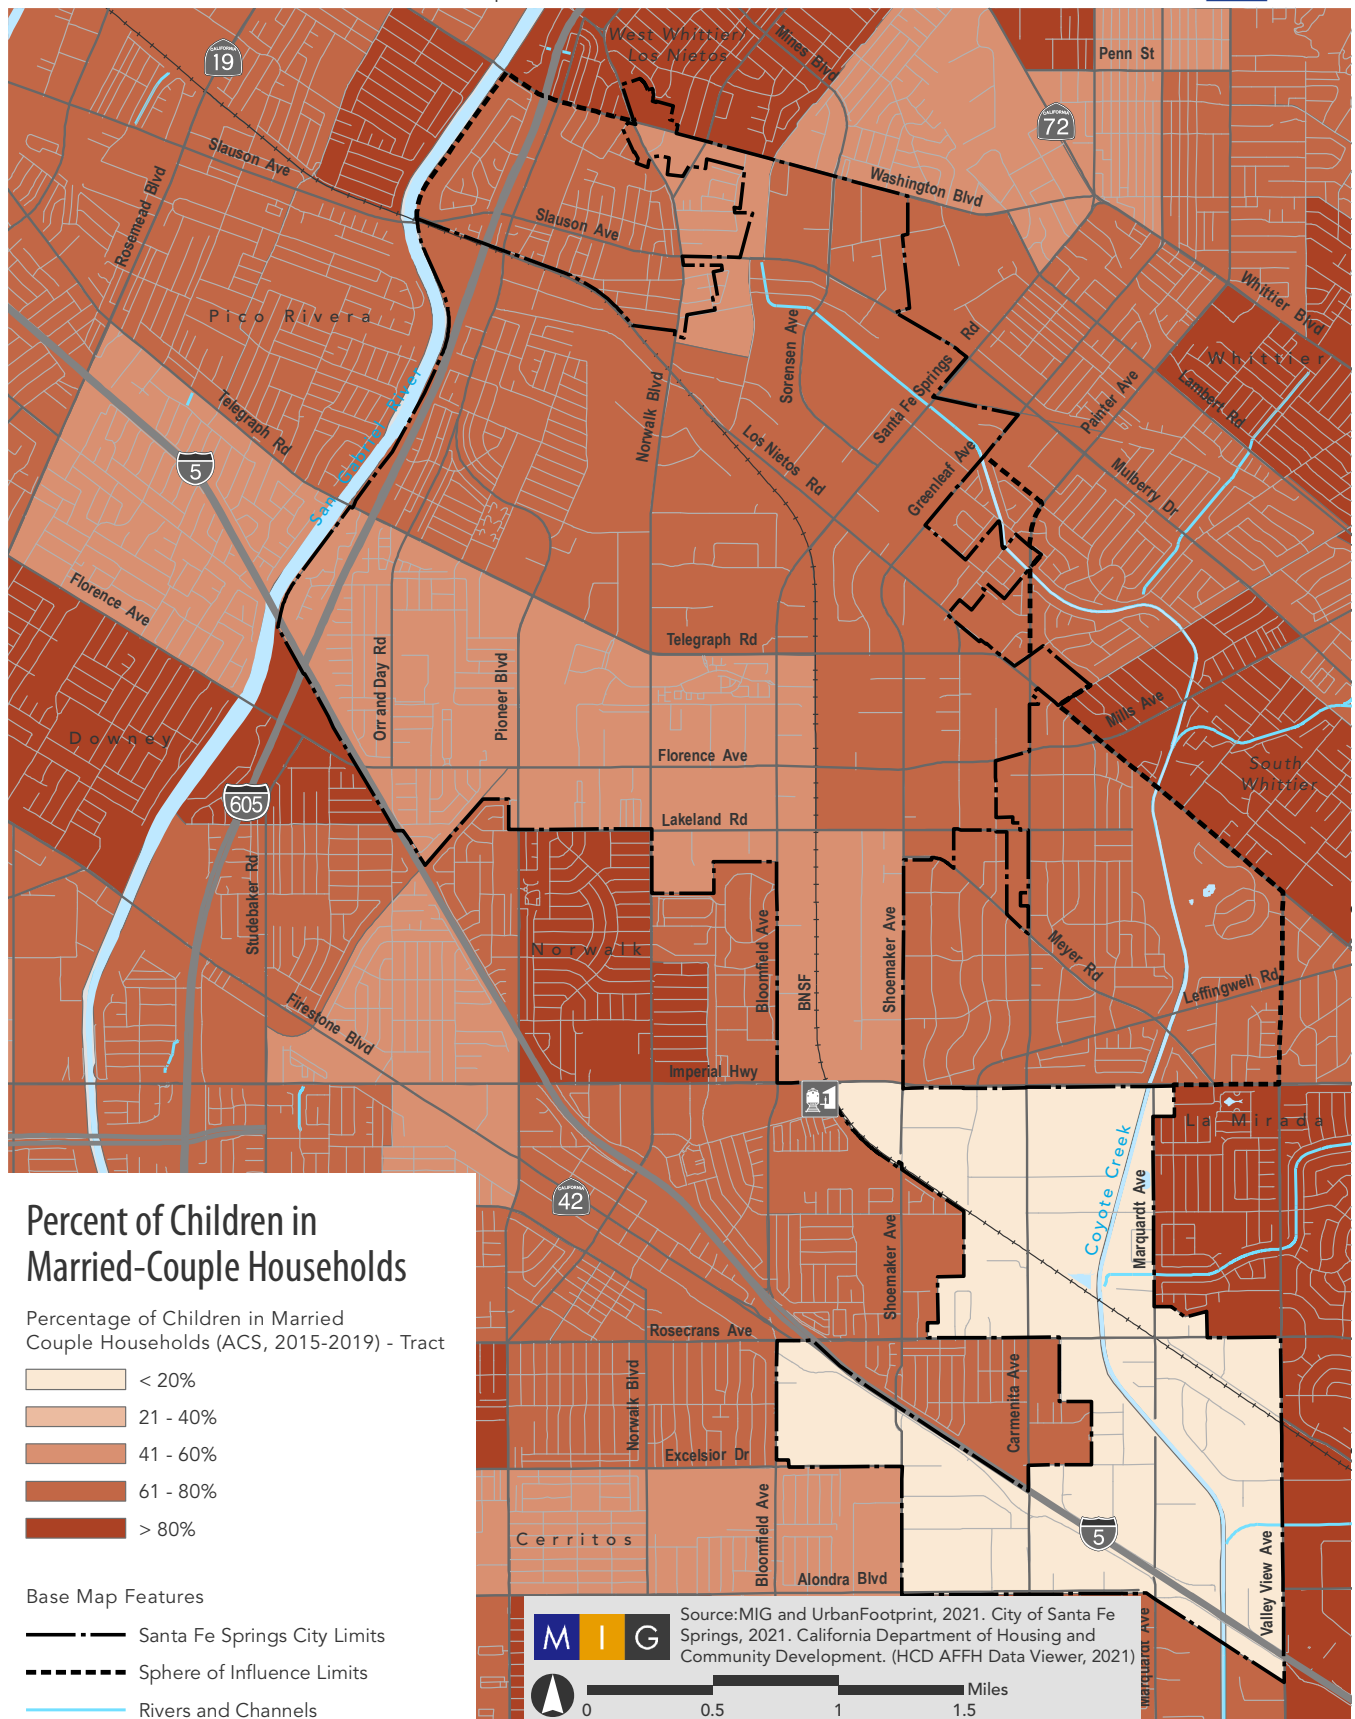 West Whittier/
Los Nietos
Mines Blvd
Penn St
CALIFORNIA
19
CALIFORNIA
72
Slauson Ave
Rosemead Blvd
Washington Blvd
Slauson Ave
Whittier Blvd
Pico Rivera
Sorensen Ave
Santa Fe Springs Rd
Whittier
Lambert Rd
Painter Ave
Telegraph Rd
San Gabriel River
Norwalk Blvd
Los Nietos Rd
Greenleaf Ave
Mulberry Dr
5
Florence Ave
Telegraph Rd
Orr and Day Rd
Pioneer Blvd
Mills Ave
Downey
Florence Ave
South
Whittier
605
Lakeland Rd
Studebaker Rd
Norwalk
Bloomfield Ave
BNSF
Shoemaker Ave
Meyer Rd
Leffingwell Rd
Firestone Blvd
Imperial Hwy
La Mirada
Coyote Creek
Marquardt Ave
CALIFORNIA
42
Shoemaker Ave
Rosecrans Ave
Norwalk Blvd
Carmenita Ave
Excelsior Dr
Bloomfield Ave
Cerritos
5
Alondra Blvd
Valley View Ave
Marquardt Ave
Percent of Children in
Married-Couple Households
Percentage of Children in Married
Couple Households (ACS, 2015-2019) - Tract
< 20%
21 - 40%
41 - 60%
61 - 80%
> 80%
Base Map Features
Santa Fe Springs City Limits
Sphere of Influence Limits
Rivers and Channels
M I G
Source:MIG and UrbanFootprint, 2021. City of Santa Fe
Springs, 2021. California Department of Housing and
Community Development. (HCD AFFH Data Viewer, 2021)
Miles
0 0.5 1 1.5